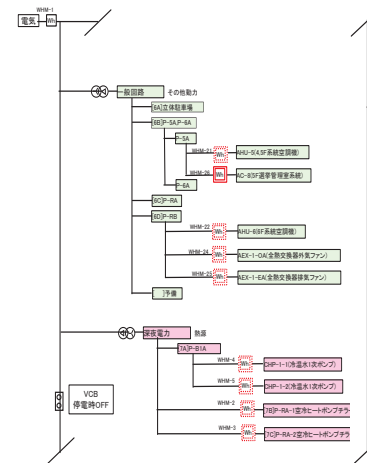 WHM-1
電気 Wh
一般回路 その他動力
[6A]立体駐車場
[6B]P-5A,P-6A
P-5A
WHM-21 Wh AHU-5(4,5F系統空調機)
WHM-26 Wh AC-8(5F選挙管理室系統)
P-6A
[6C]P-RA
[6D]P-RB
WHM-22 Wh AHU-6(6F系統空調機)
WHM-24 Wh AEX-1-OA(全熱交換器外気ファン)
WHM-25 Wh AEX-1-EA(全熱交換器排気ファン)
]予備
深夜電力 熱源
[7A]P-B1A
WHM-4 Wh CHP-1-1(冷温水1次ポンプ)
WHM-5 Wh CHP-1-2(冷温水1次ポンプ)
VCB
停電時OFF
WHM-2 Wh [7B]P-RA-1空冷ヒートポンプチラー
WHM-3 Wh [7C]P-RA-2空冷ヒートポンプチラ